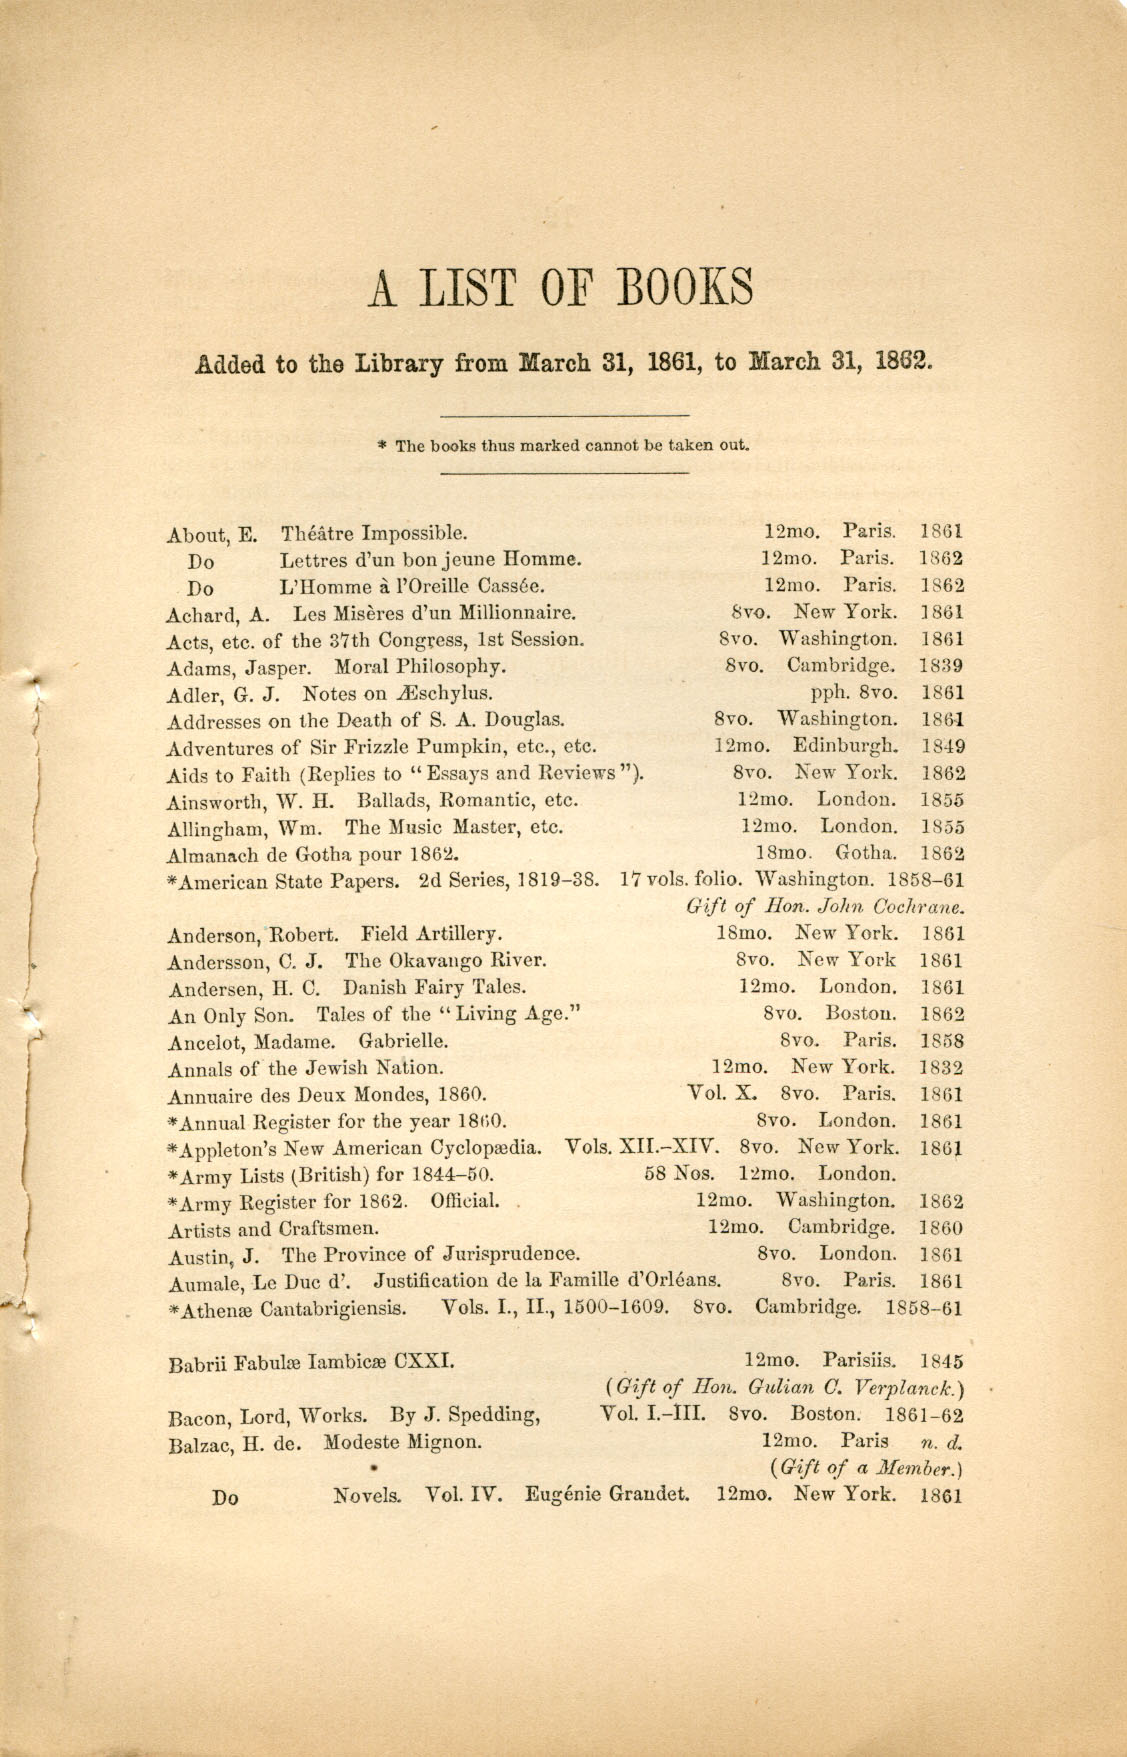 A LIST OF BOOKS
Added to the Library from March 31, 1861, to March 31, 1862.
* The books thus marked cannot be taken out.
About, E. Théâtre Impossible. 12mo. Paris. 1861
Do Lettres d'un bon jeune Homme. 12mo. Paris. 1862
Do L'Homme à l'Oreille Cassée. 12mo. Paris. 1862
Achard, A. Les Misères d'un Millionnaire. 8vo. New York. 1861
Acts, etc. of the 37th Congress, 1st Session. 8vo. Washington. 1861
Adams, Jasper. Moral Philosophy. 8vo. Cambridge. 1839
Adler, G. J. Notes on Æschylus. pph. 8vo. 1861
Addresses on the Death of S. A. Douglas. 8vo. Washington. 1861
Adventures of Sir Frizzle Pumpkin, etc., etc. 12mo. Edinburgh. 1849
Aids to Faith (Replies to "Essays and Reviews"). 8vo. New York. 1862
Ainsworth, W. H. Ballads, Romantic, etc. 12mo. London. 1855
Allingham, Wm. The Music Master, etc. 12mo. London. 1855
Almanach de Gotha pour 1862. 18mo. Gotha. 1862
*American State Papers. 2d Series, 1819–38. 17 vols. folio. Washington. 1858–61
Gift of Hon. John Cochrane.
Anderson, Robert. Field Artillery. 18mo. New York. 1861
Andersson, C. J. The Okavango River. 8vo. New York 1861
Andersen, H. C. Danish Fairy Tales. 12mo. London. 1861
An Only Son. Tales of the "Living Age." 8vo. Boston. 1862
Ancelot, Madame. Gabrielle. 8vo. Paris. 1858
Annals of the Jewish Nation. 12mo. New York. 1832
Annuaire des Deux Mondes, 1860. Vol. X. 8vo. Paris. 1861
*Annual Register for the year 1860. 8vo. London. 1861
*Appleton's New American Cyclopædia. Vols. XII.–XIV. 8vo. New York. 1861
*Army Lists (British) for 1844–50. 58 Nos. 12mo. London.
*Army Register for 1862. Official. 12mo. Washington. 1862
Artists and Craftsmen. 12mo. Cambridge. 1860
Austin, J. The Province of Jurisprudence. 8vo. London. 1861
Aumale, Le Duc d'. Justification de la Famille d'Orléans. 8vo. Paris. 1861
*Athenæ Cantabrigiensis. Vols. I., II., 1500–1609. 8vo. Cambridge. 1858–61
Babrii Fabulæ Iambicæ CXXI. 12mo. Parisiis. 1845
(Gift of Hon. Gulian C. Verplanck.)
Bacon, Lord, Works. By J. Spedding, Vol. I.–III. 8vo. Boston. 1861–62
Balzac, H. de. Modeste Mignon. 12mo. Paris n. d.
(Gift of a Member.)
Do Novels. Vol. IV. Eugénie Grandet. 12mo. New York. 1861